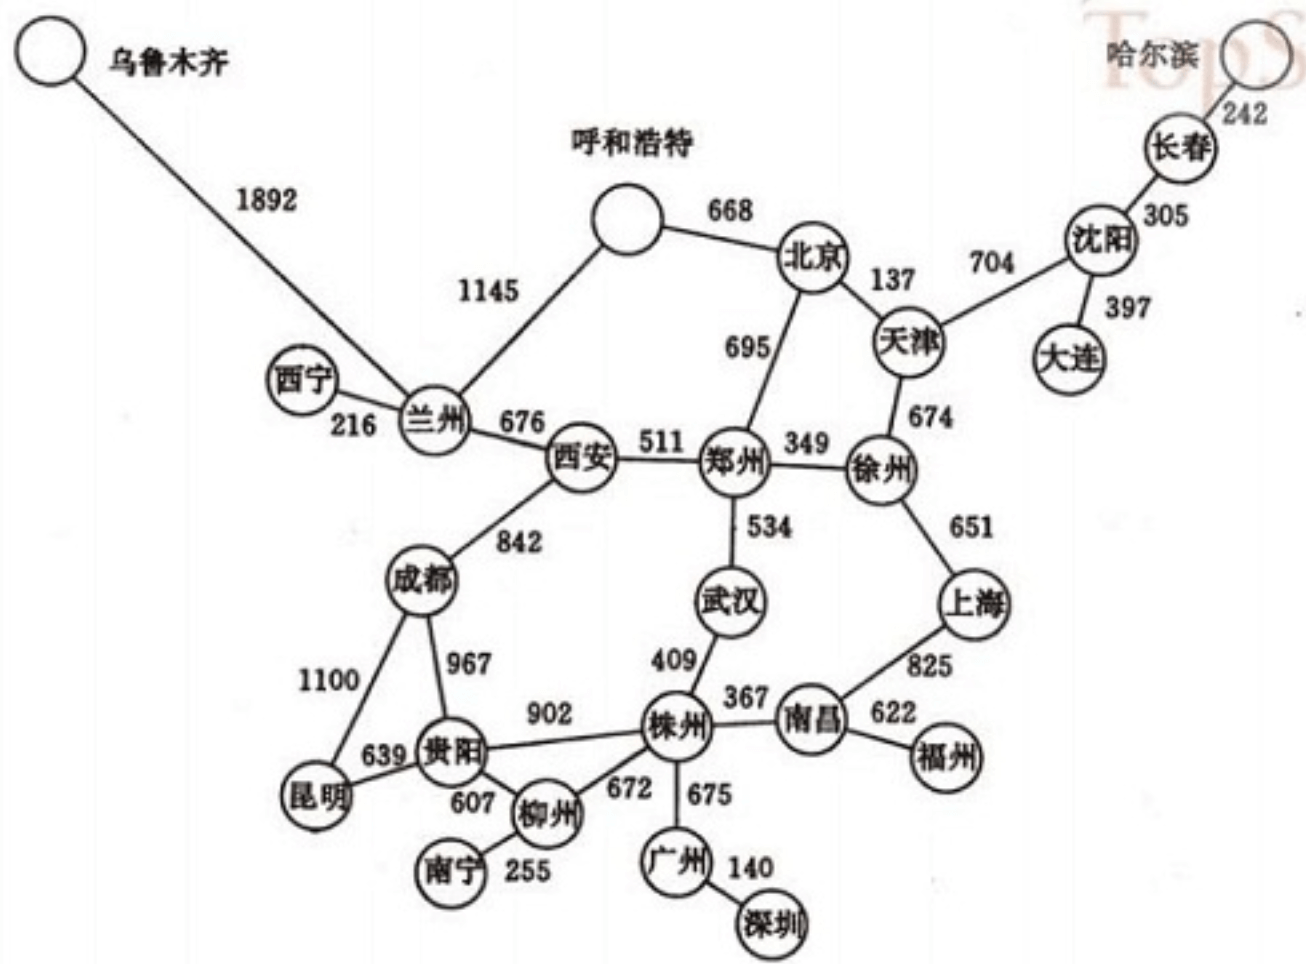 TopS
乌鲁木齐
哈尔滨
242
长春
呼和浩特
1892
668
305
沈阳
北京
704
137
1145
397
695
天津
大连
西宁
216
兰州
676
西安
511
郑州
349
徐州
674
534
651
842
成都
武汉
上海
409
825
1100
967
902
株州
367
南昌
622
福州
639
贵阳
昆明
607
柳州
672
675
南宁
255
广州
140
深圳